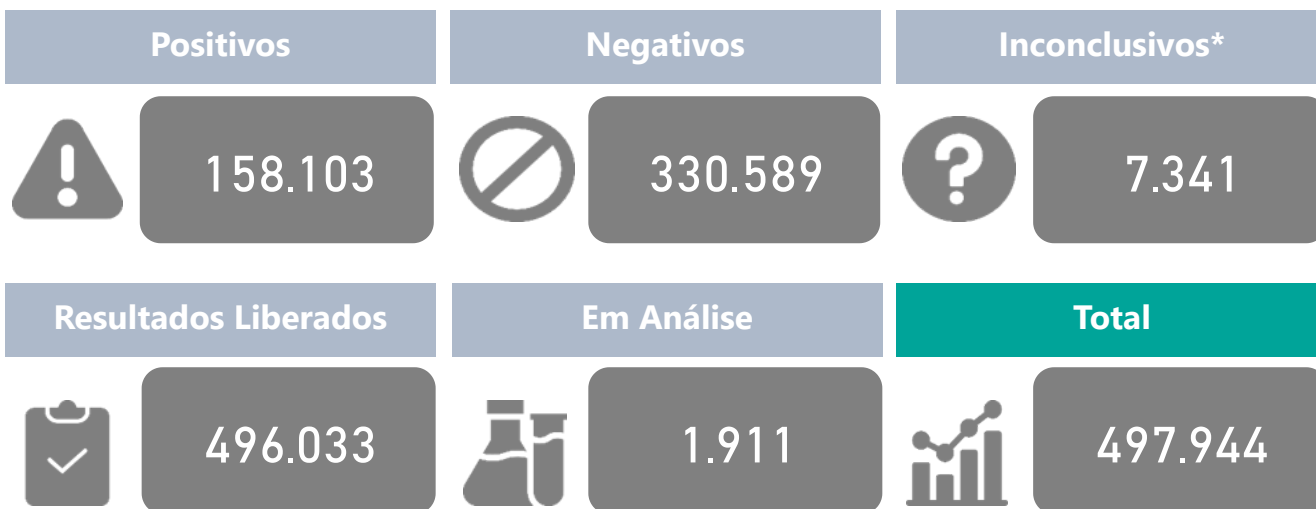 Positivos
Negativos
Inconclusivos*
158.103
330.589
7.341
Resultados Liberados
Em Análise
Total
496.033
1.911
497.944